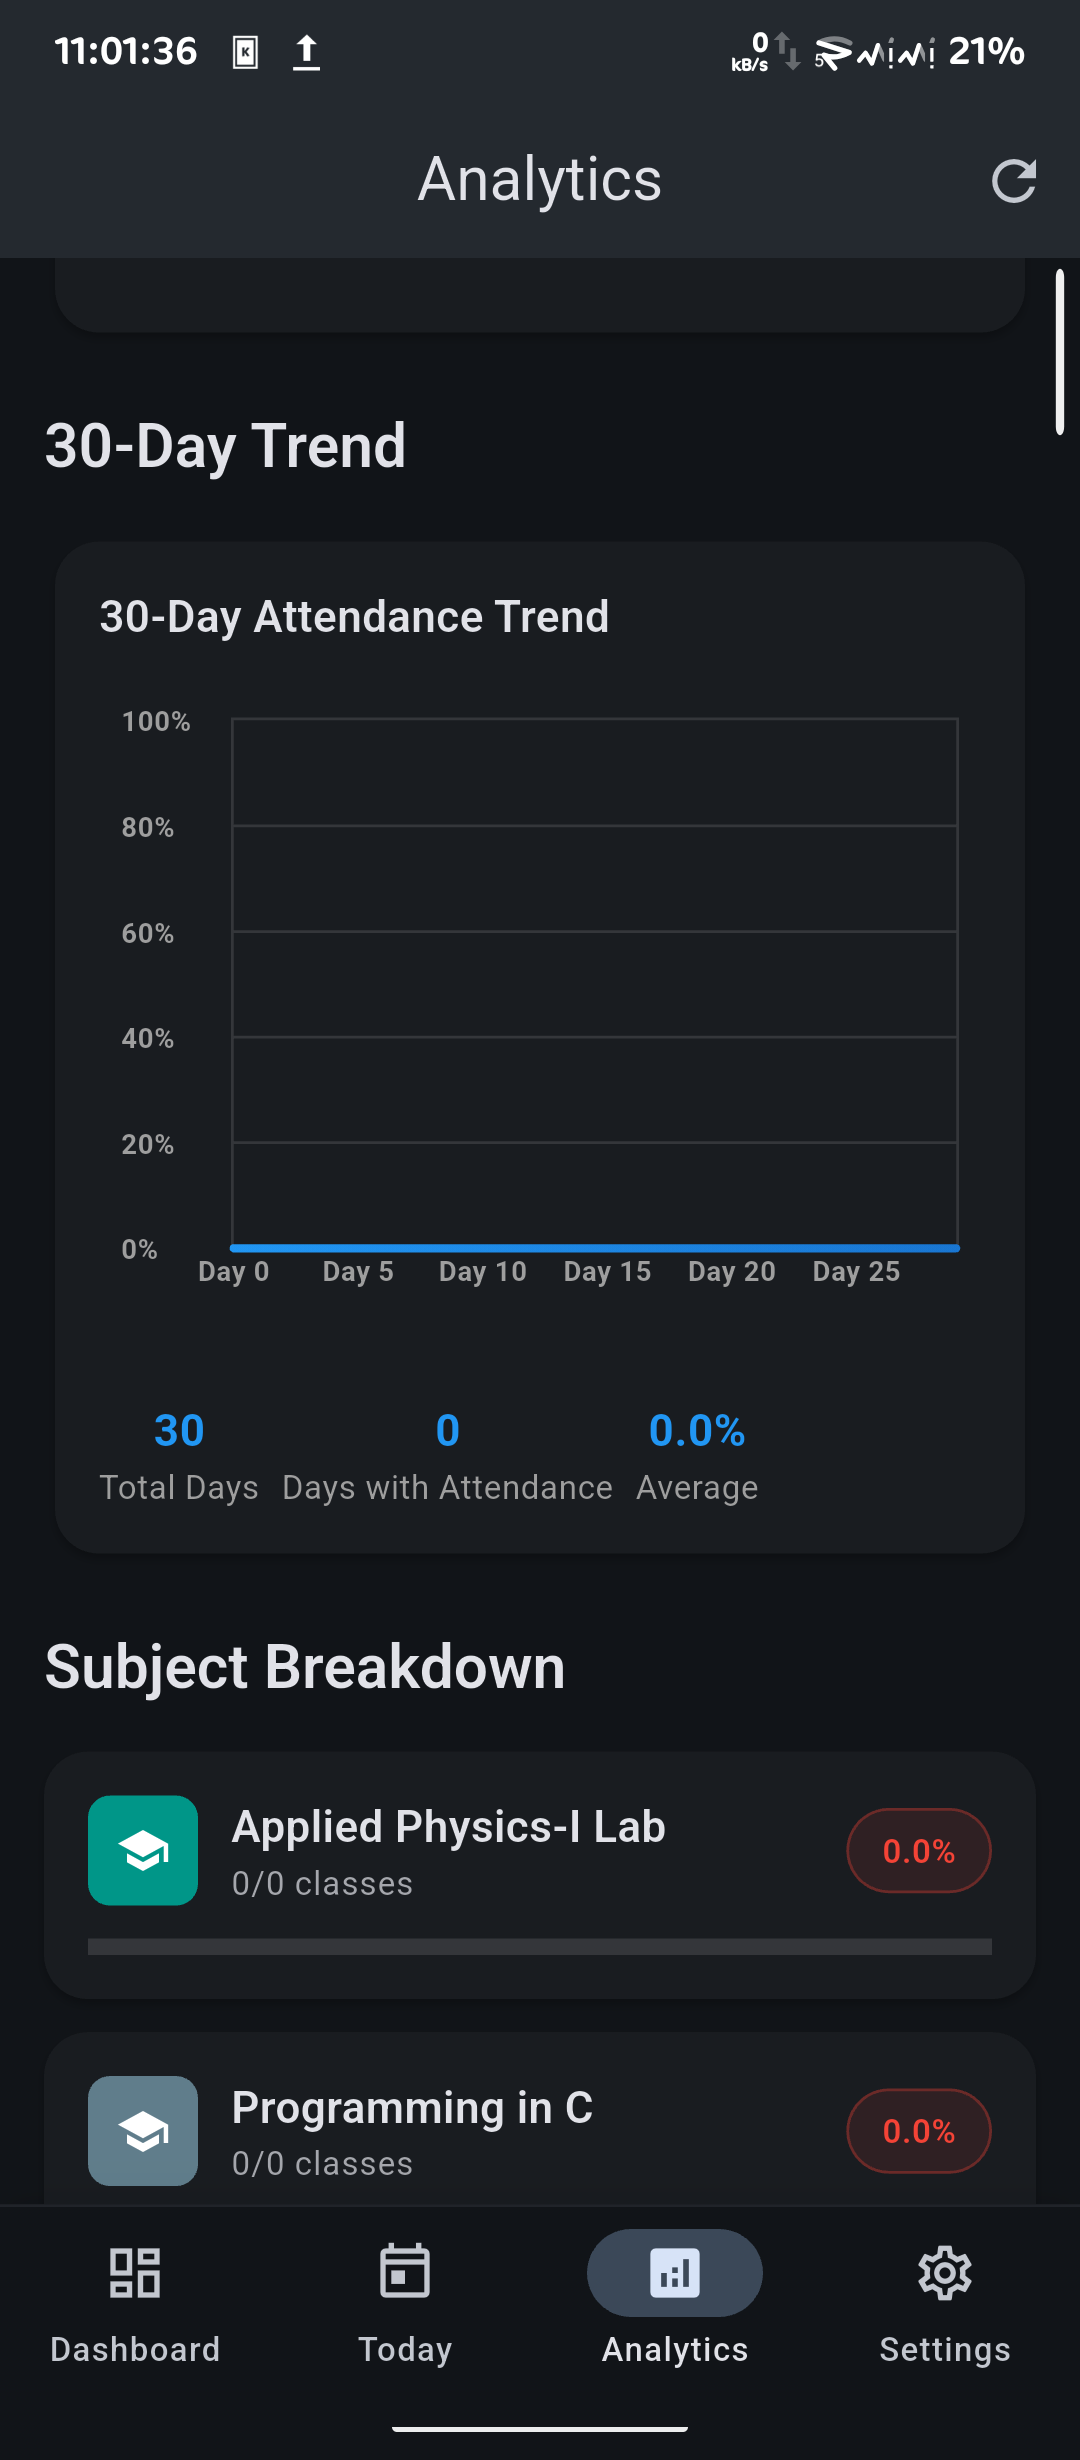 11:01:36 K 0 kB/s 5 21%
Analytics
30-Day Trend
30-Day Attendance Trend
100%
80%
60%
40%
20%
0%
Day 0 Day 5 Day 10 Day 15 Day 20 Day 25
30 0 0.0%
Total Days Days with Attendance Average
Subject Breakdown
Applied Physics-I Lab
0/0 classes
0.0%
Programming in C
0/0 classes
0.0%
Dashboard Today Analytics Settings